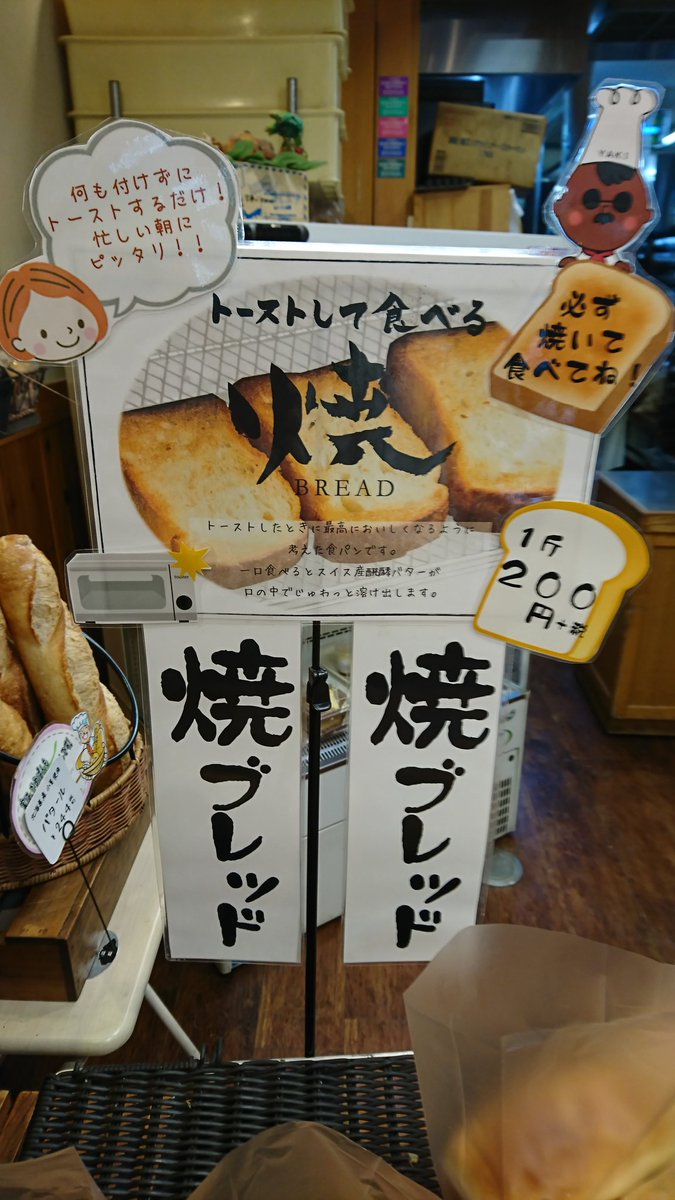 何も付けずに
トーストするだけ!
忙しい朝に
ピッタリ!!
YAKI
必ず
焼いて
食べてね!
トーストして食べる
焼
BREAD
トーストしたときに最高においしくなるように
考えた食パンです。
一口食べるとスイス産醗酵バターが
口の中でじゅわっと溶け出します。
1斤
200
円+税
焼ブレッド
焼ブレッド
バタール